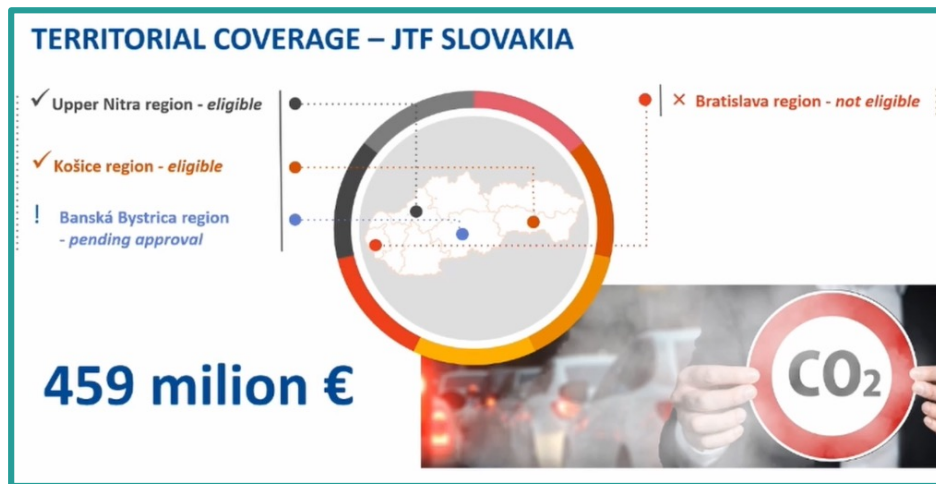 TERRITORIAL COVERAGE – JTF SLOVAKIA
✓ Upper Nitra region - eligible
✓ Košice region - eligible
! Banská Bystrica region
- pending approval
× Bratislava region - not eligible
459 milion €
CO2